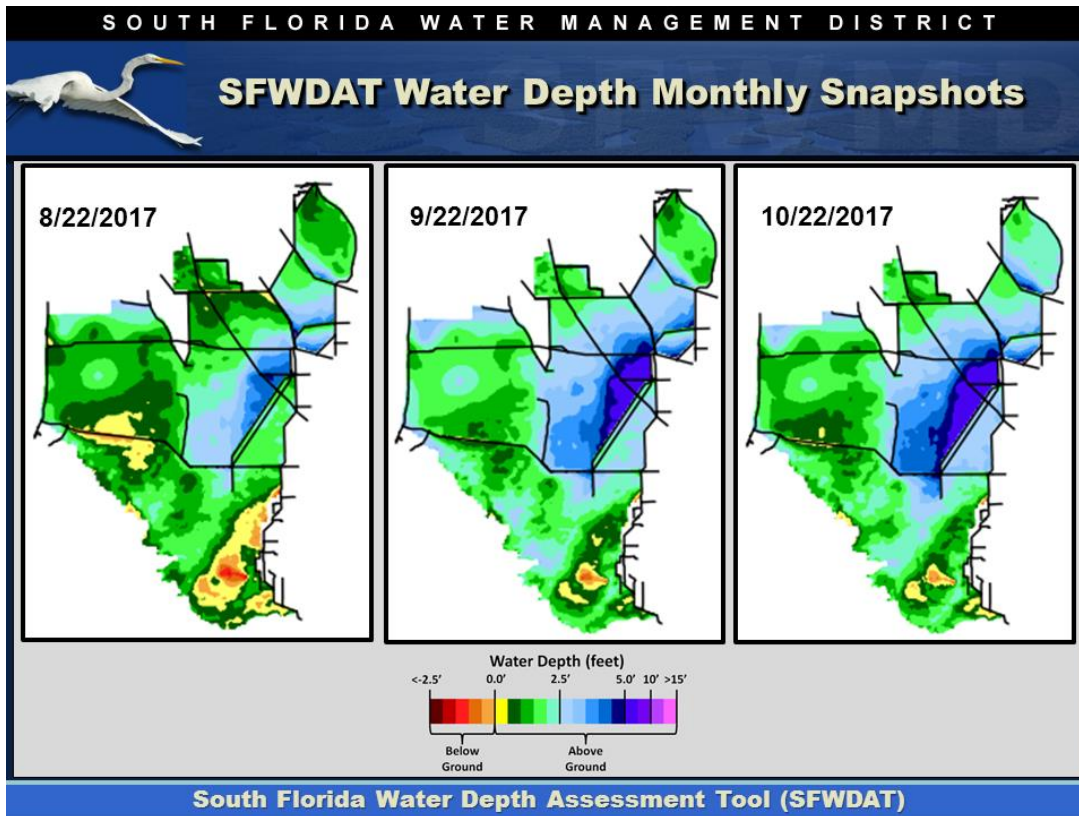 SOUTH FLORIDA WATER MANAGEMENT DISTRICT
SFWDAT Water Depth Monthly Snapshots
8/22/2017
9/22/2017
10/22/2017
Water Depth (feet)
<-2.5' 0.0' 2.5' 5.0' 10' >15'
Below Above
Ground Ground
South Florida Water Depth Assessment Tool (SFWDAT)